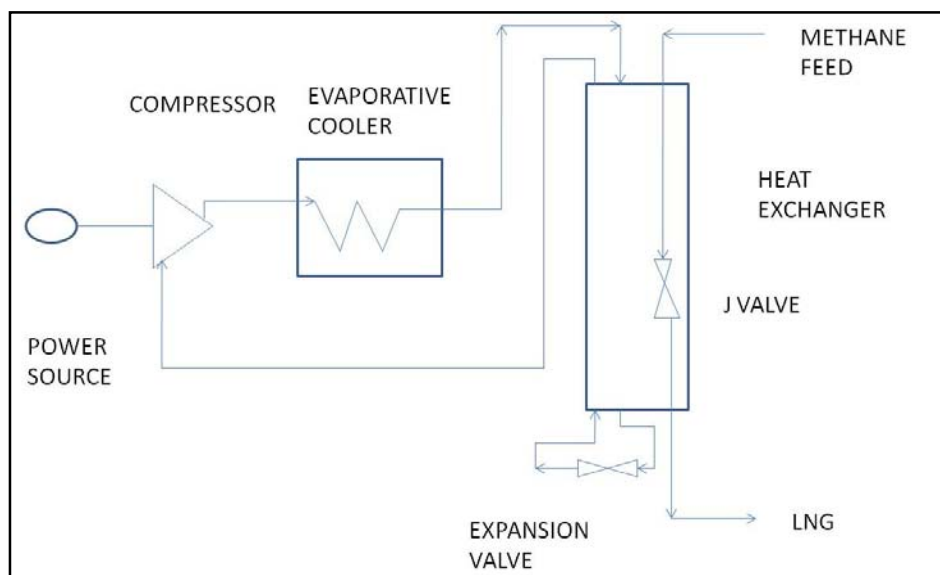 METHANE
FEED
COMPRESSOR
EVAPORATIVE
COOLER
HEAT
EXCHANGER
J VALVE
POWER
SOURCE
EXPANSION
VALVE
LNG